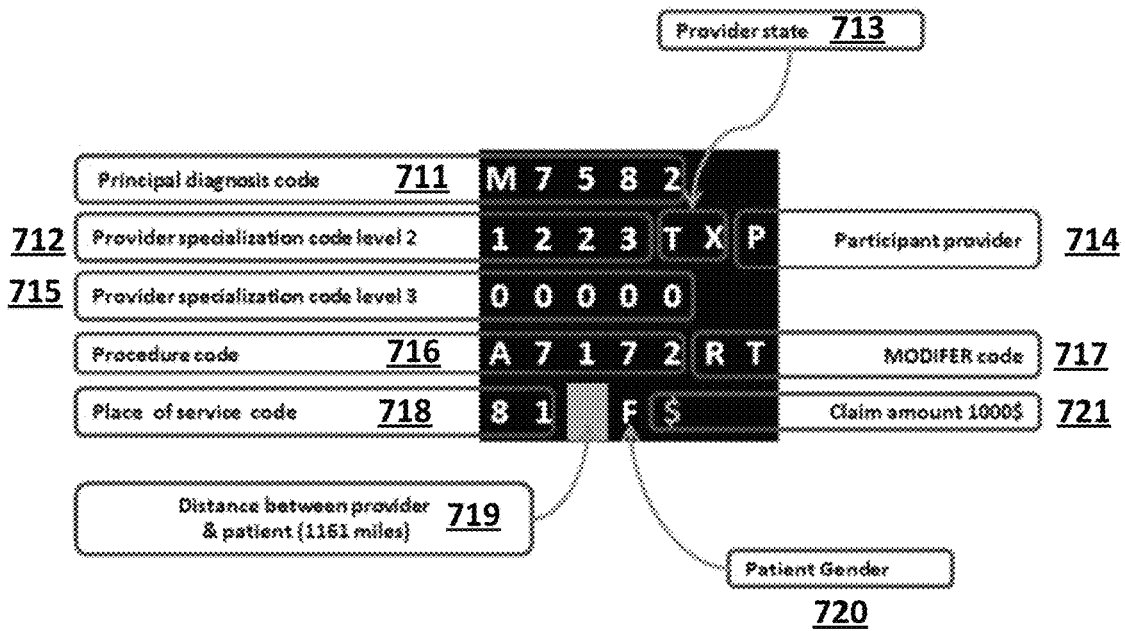 Provider state 713
Principal diagnosis code 711 M 7 5 8 2
712 Provider specialization code level 2 1 2 2 3 T X P Participant provider 714
715 Provider specialization code level 3 0 0 0 0 0
Procedure code 716 A 7 1 7 2 R T MODIFER code 717
Place of service code 718 8 1 F $ Claim amount 1000$ 721
Distance between provider
& patient (1161 miles) 719
Patient Gender
720